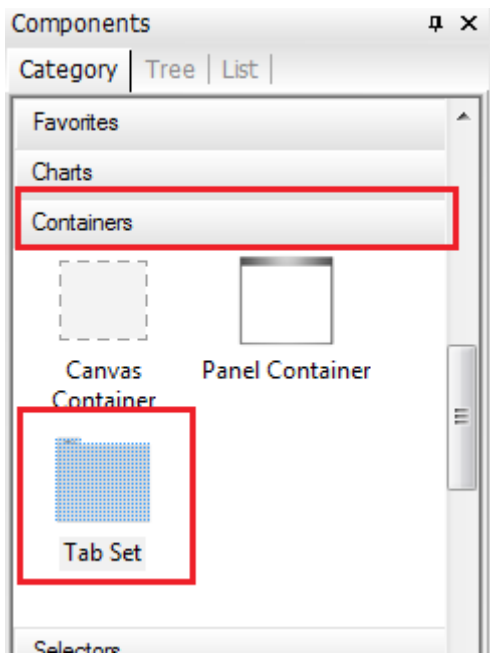 Components
Category Tree List
Favorites
Charts
Containers
Canvas Container
Panel Container
Tab Set
Selectors